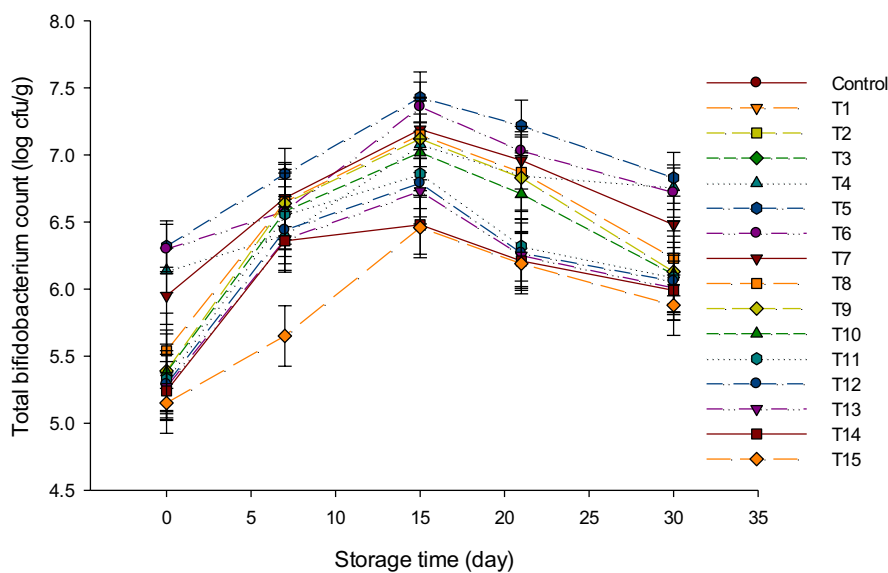 Total bifidobacterium count (log cfu/g)
8.0
7.5
7.0
6.5
6.0
5.5
5.0
4.5
0 5 10 15 20 25 30 35
Storage time (day)
Control
T1
T2
T3
T4
T5
T6
T7
T8
T9
T10
T11
T12
T13
T14
T15